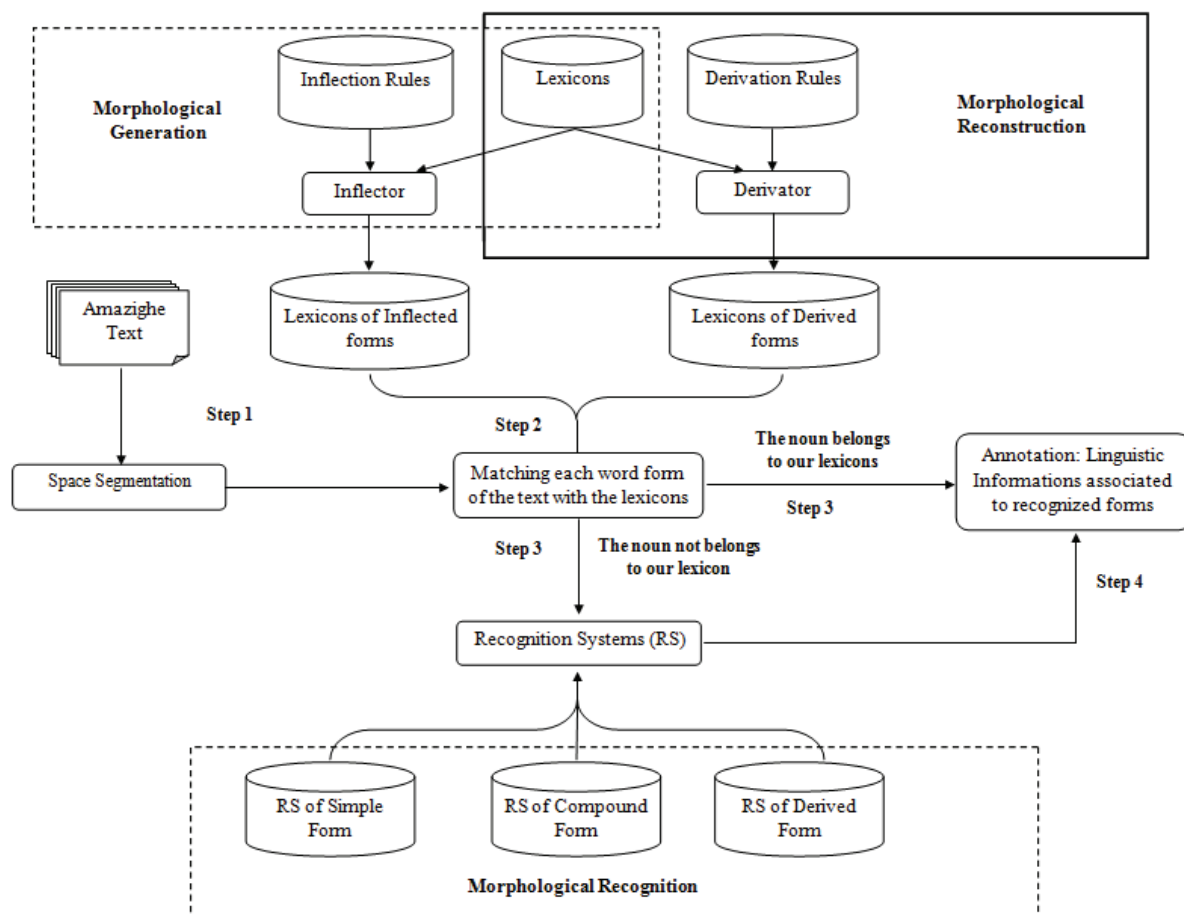 Inflection Rules
Lexicons
Derivation Rules
Morphological
Generation
Morphological
Reconstruction
Inflector
Derivator
Amazighe
Text
Lexicons of Inflected
forms
Lexicons of Derived
forms
Step 1
Step 2
The noun belongs
to our lexicons
Space Segmentation
Matching each word form
of the text with the lexicons
Annotation: Linguistic
Informations associated
to recognized forms
Step 3
Step 3
The noun not belongs
to our lexicon
Step 4
Recognition Systems (RS)
RS of Simple
Form
RS of Compound
Form
RS of Derived
Form
Morphological Recognition